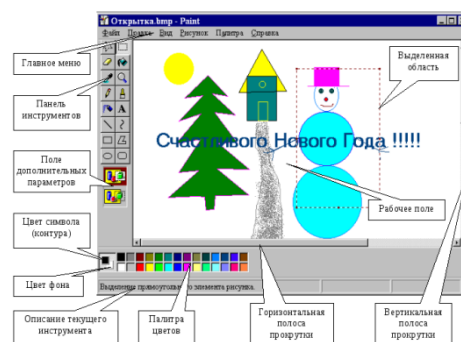 Открытка.bmp - Paint
Файл Правка Вид Рисунок Палитра Справка
Главное меню
Панель
инструментов
Поле
дополнительных
параметров
Цвет символа
(контура)
Цвет фона
Описание текущего
инструмента
Палитра
цветов
Горизонтальная
полоса
прокрутки
Вертикальная
полоса
прокрутки
Рабочее поле
Выделенная
область
Счастливого Нового Года !!!!!
Выделение прямоугольного элемента рисунка.